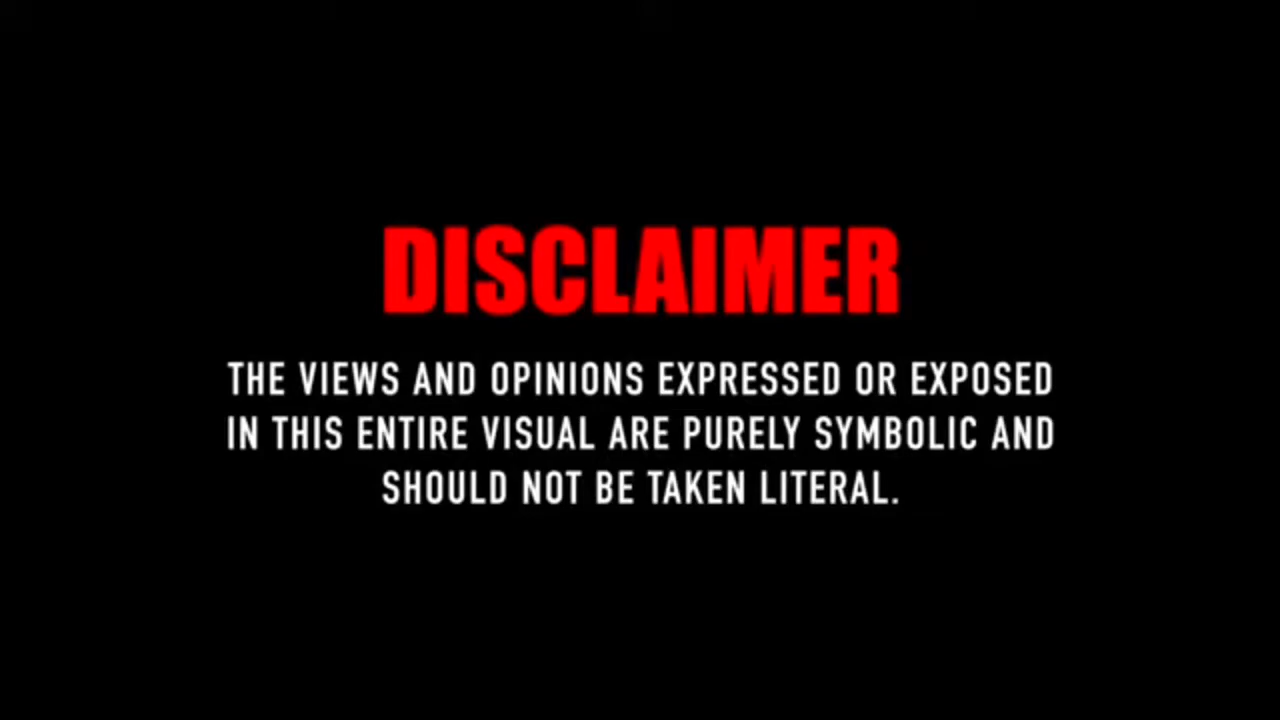 DISCLAIMER
THE VIEWS AND OPINIONS EXPRESSED OR EXPOSED
IN THIS ENTIRE VISUAL ARE PURELY SYMBOLIC AND
SHOULD NOT BE TAKEN LITERAL.